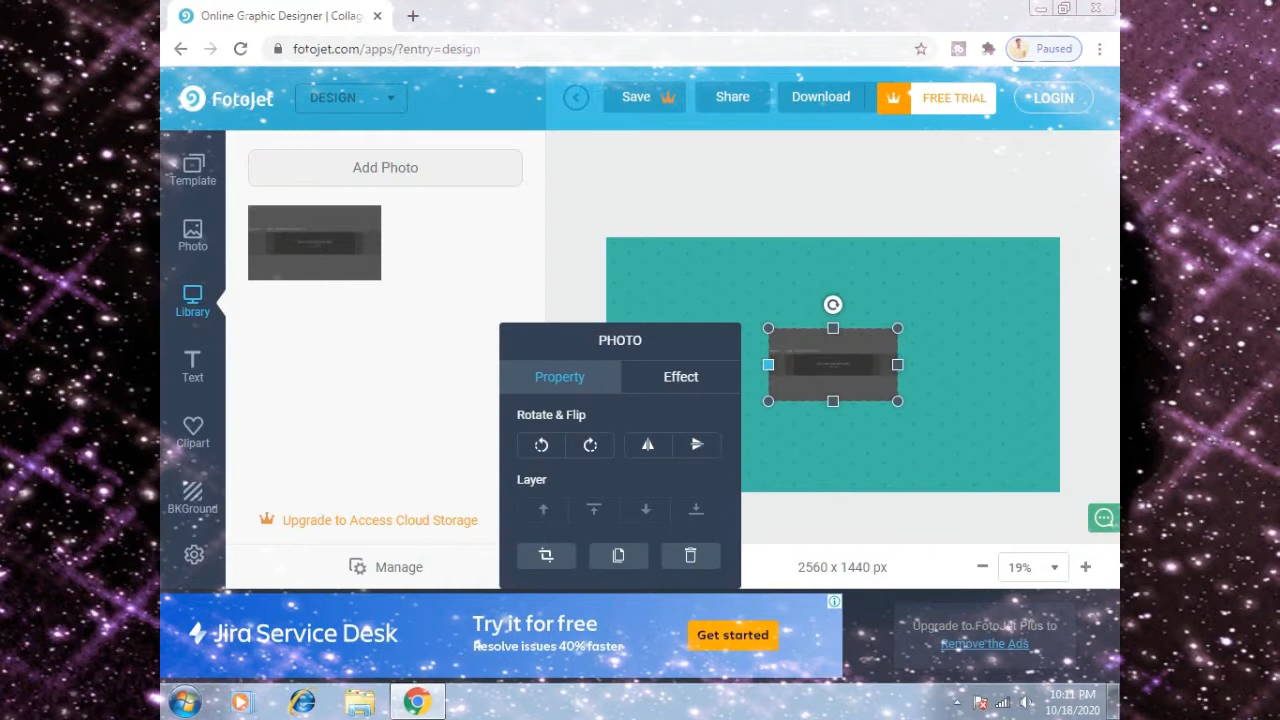 Online Graphic Designer | Collag
fotojet.com/apps/?entry=design
Paused
FotoJet
DESIGN
Save
Share
Download
FREE TRIAL
LOGIN
Template
Photo
Library
Text
Clipart
BKGround
Add Photo
Upgrade to Access Cloud Storage
Manage
PHOTO
Property
Effect
Rotate & Flip
Layer
2560 x 1440 px
19%
Jira Service Desk
Try it for free
Resolve issues 40% faster
Get started
Upgrade to FotoJet Plus to
Remove the Ads
10:11 PM
10/18/2020